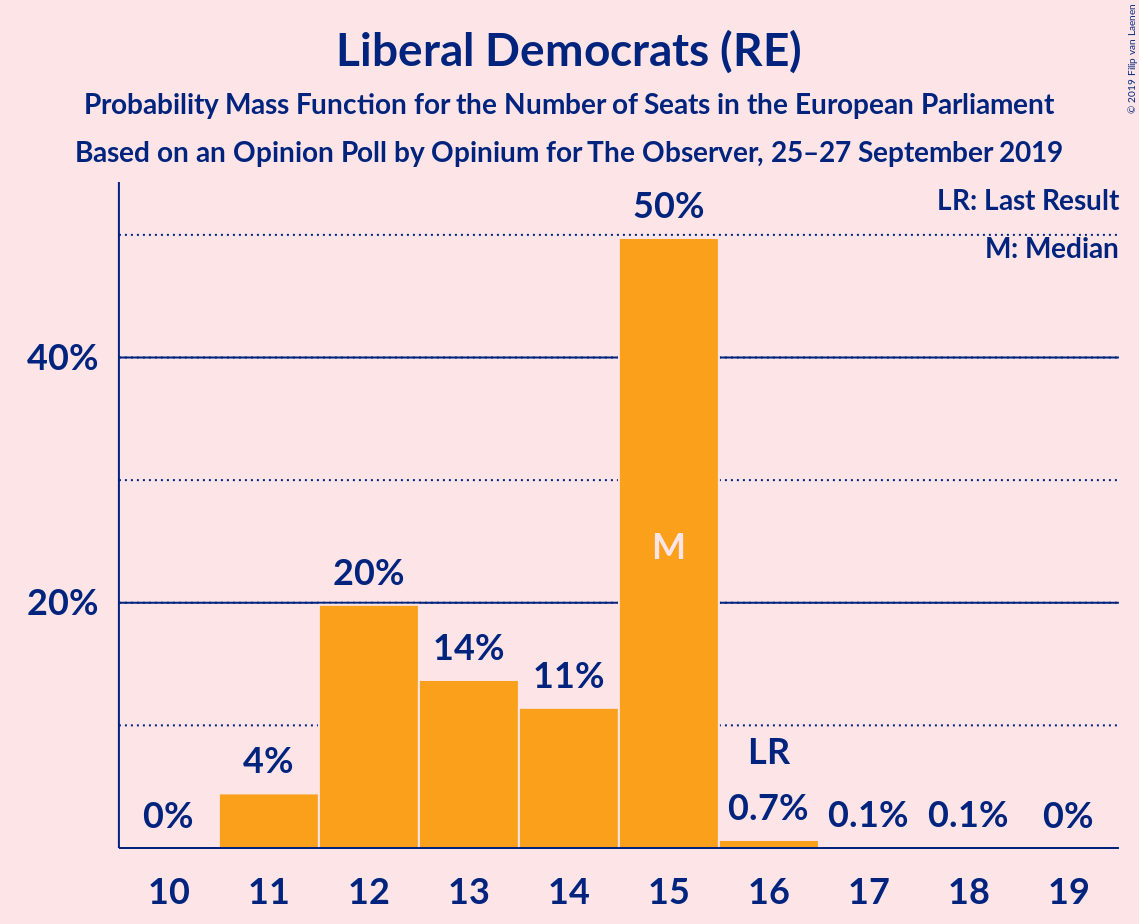 Liberal Democrats (RE)
Probability Mass Function for the Number of Seats in the European Parliament
Based on an Opinion Poll by Opinium for The Observer, 25–27 September 2019
© 2019 Filip van Laenen
LR: Last Result
M: Median
50%
40%
M
20%
20%
14%
11%
4%
LR
0%
0.7%
0.1%
0.1%
0%
10 11 12 13 14 15 16 17 18 19